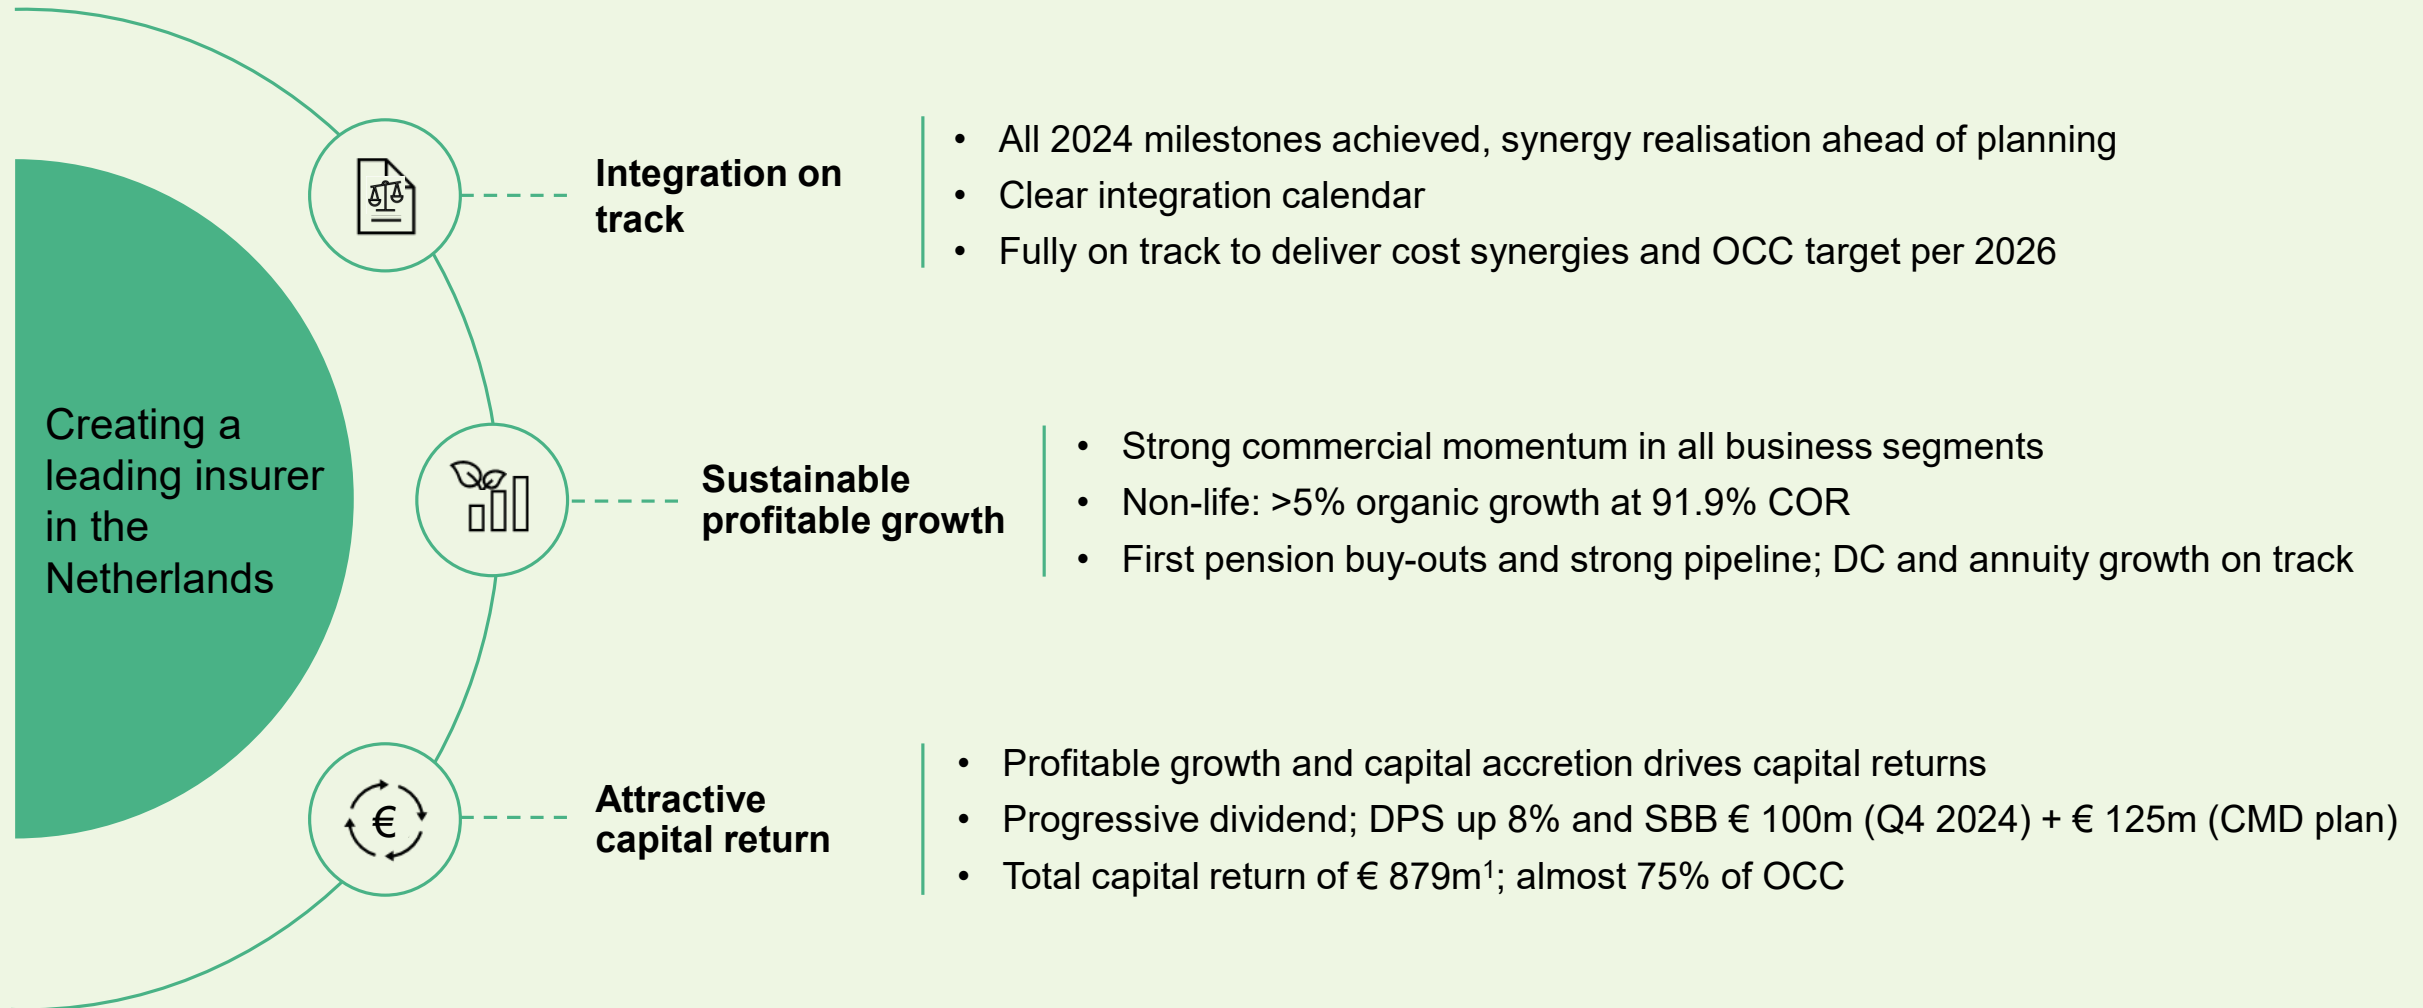 Creating a
leading insurer
in the
Netherlands
Integration on
track
• All 2024 milestones achieved, synergy realisation ahead of planning
• Clear integration calendar
• Fully on track to deliver cost synergies and OCC target per 2026
Sustainable
profitable growth
• Strong commercial momentum in all business segments
• Non-life: >5% organic growth at 91.9% COR
• First pension buy-outs and strong pipeline; DC and annuity growth on track
€
Attractive
capital return
• Profitable growth and capital accretion drives capital returns
• Progressive dividend; DPS up 8% and SBB € 100m (Q4 2024) + € 125m (CMD plan)
• Total capital return of € 879m¹; almost 75% of OCC